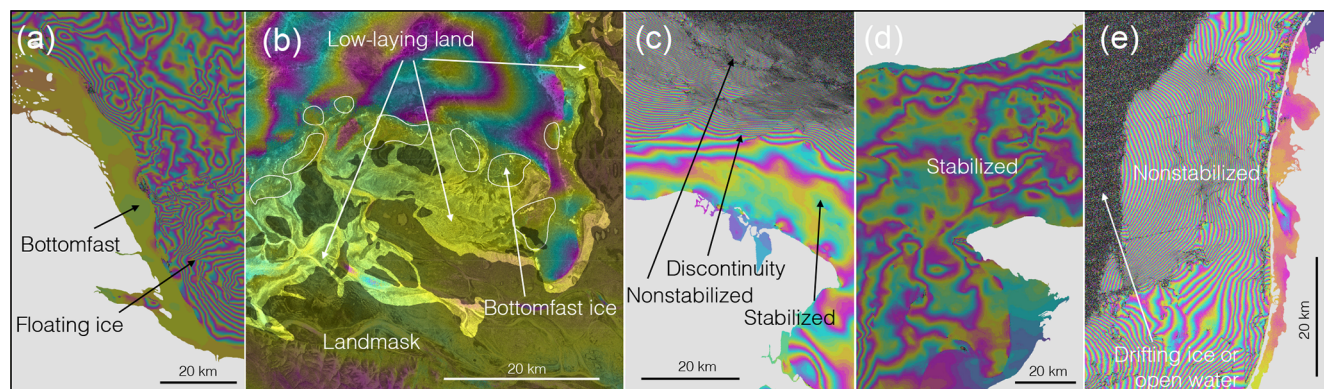 (a)
Bottomfast
Floating ice
20 km
(b)
Low-laying land
Bottomfast ice
Landmask
20 km
(c)
Discontinuity
Nonstabilized
Stabilized
20 km
(d)
Stabilized
20 km
(e)
Nonstabilized
Drifting ice or
open water
20 km